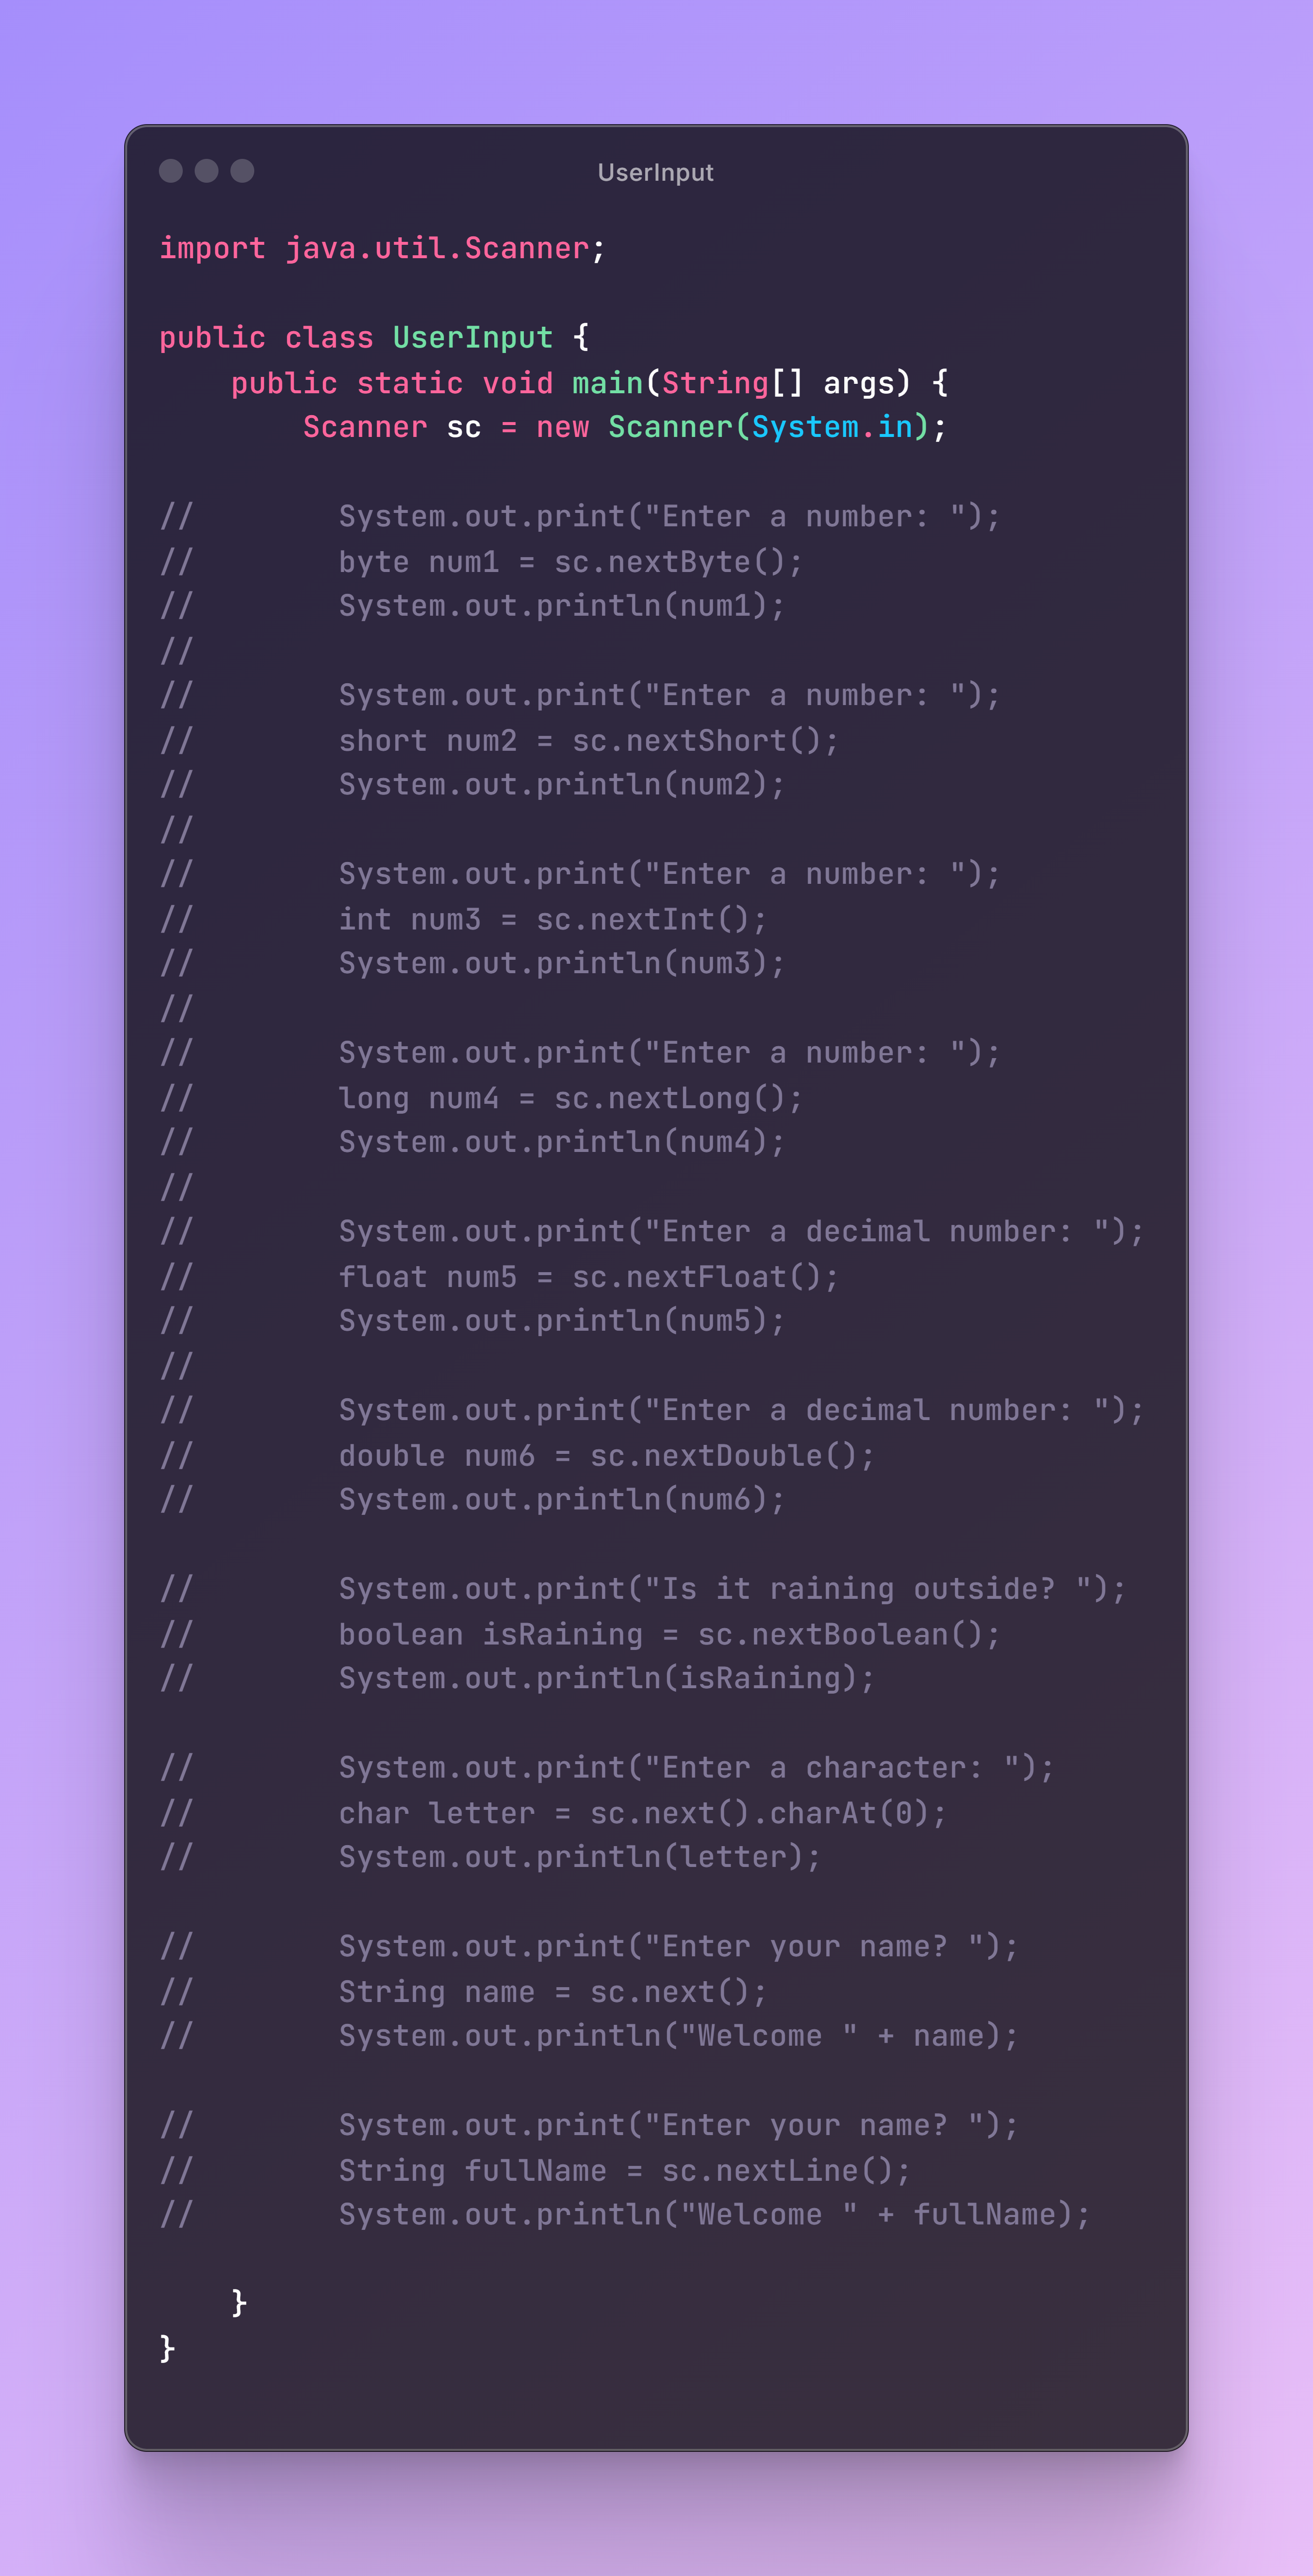 UserInput
import java.util.Scanner;
public class UserInput {
    public static void main(String[] args) {
        Scanner sc = new Scanner(System.in);
//        System.out.print("Enter a number: ");
//        byte num1 = sc.nextByte();
//        System.out.println(num1);
//
//        System.out.print("Enter a number: ");
//        short num2 = sc.nextShort();
//        System.out.println(num2);
//
//        System.out.print("Enter a number: ");
//        int num3 = sc.nextInt();
//        System.out.println(num3);
//
//        System.out.print("Enter a number: ");
//        long num4 = sc.nextLong();
//        System.out.println(num4);
//
//        System.out.print("Enter a decimal number: ");
//        float num5 = sc.nextFloat();
//        System.out.println(num5);
//
//        System.out.print("Enter a decimal number: ");
//        double num6 = sc.nextDouble();
//        System.out.println(num6);
//        System.out.print("Is it raining outside? ");
//        boolean isRaining = sc.nextBoolean();
//        System.out.println(isRaining);
//        System.out.print("Enter a character: ");
//        char letter = sc.next().charAt(0);
//        System.out.println(letter);
//        System.out.print("Enter your name? ");
//        String name = sc.next();
//        System.out.println("Welcome " + name);
//        System.out.print("Enter your name? ");
//        String fullName = sc.nextLine();
//        System.out.println("Welcome " + fullName);
    }
}